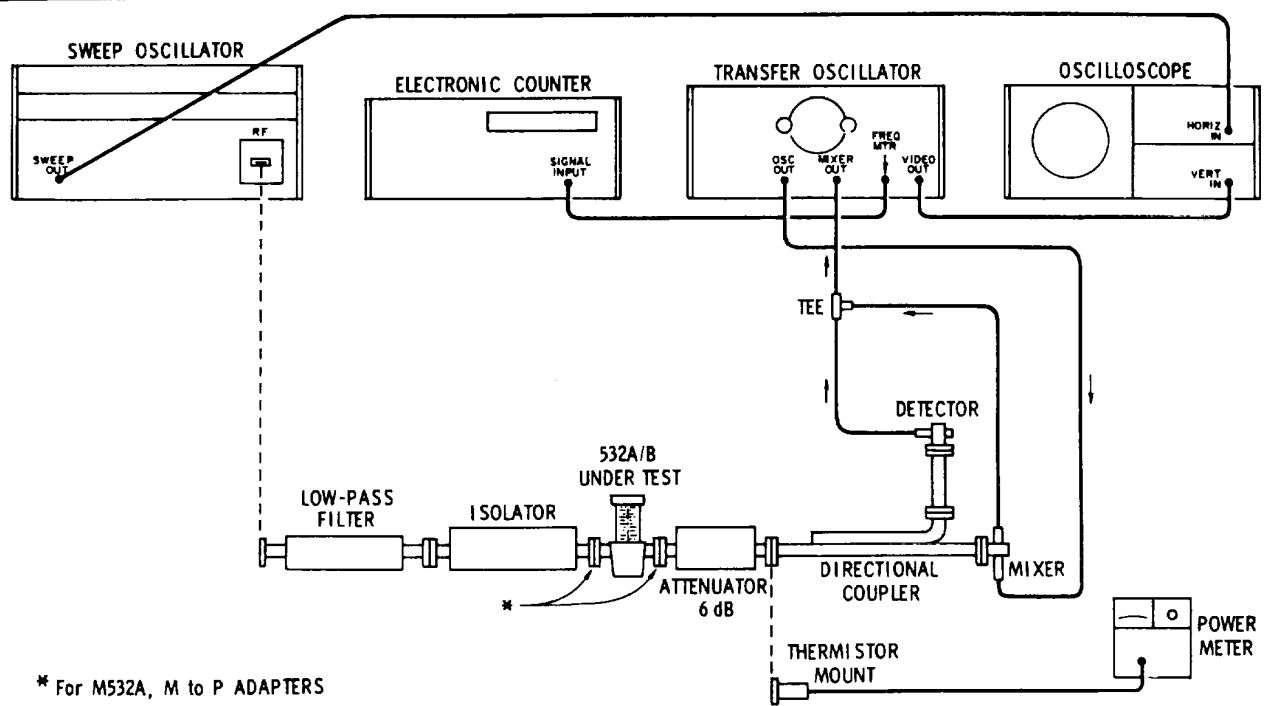 SWEEP OSCILLATOR
ELECTRONIC COUNTER
TRANSFER OSCILLATOR
OSCILLOSCOPE
SWEEP
OUT
RF
SIGNAL
INPUT
OSC
OUT
MIXER
OUT
FREQ
MTR
VIDEO
OUT
HORIZ
IN
VERT
IN
TEE
DETECTOR
532A/B
UNDER TEST
LOW-PASS
FILTER
ISOLATOR
*
ATTENUATOR
6 dB
DIRECTIONAL
COUPLER
MIXER
THERMISTOR
MOUNT
POWER
METER
* For M532A, M to P ADAPTERS